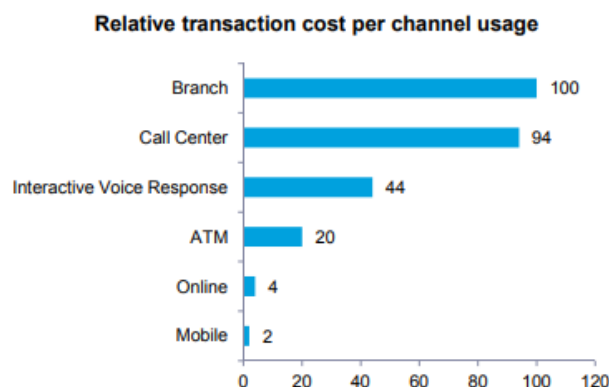 Relative transaction cost per channel usage
Branch 100
Call Center 94
Interactive Voice Response 44
ATM 20
Online 4
Mobile 2
0 20 40 60 80 100 120